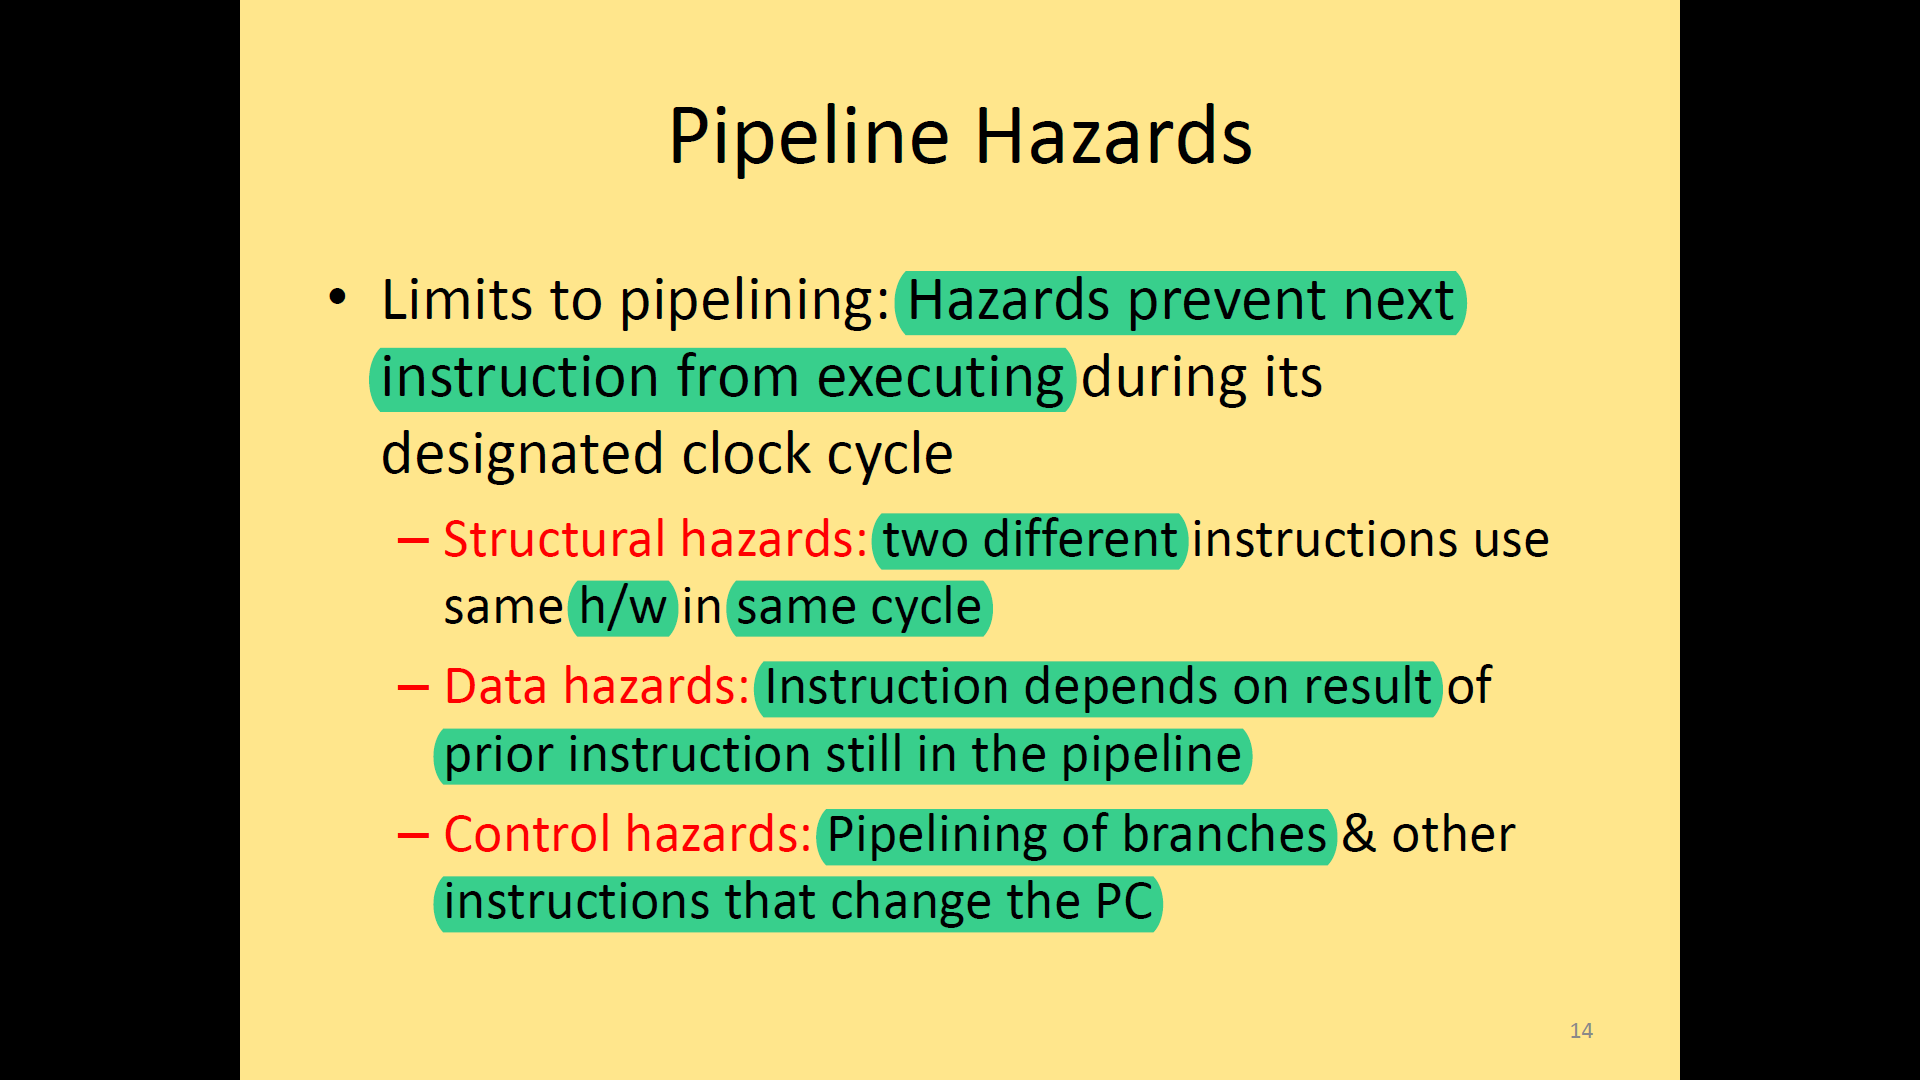 Pipeline Hazards
• Limits to pipelining: Hazards prevent next
instruction from executing during its
designated clock cycle
– Structural hazards: two different instructions use
same h/w in same cycle
– Data hazards: Instruction depends on result of
prior instruction still in the pipeline
– Control hazards: Pipelining of branches & other
instructions that change the PC
14